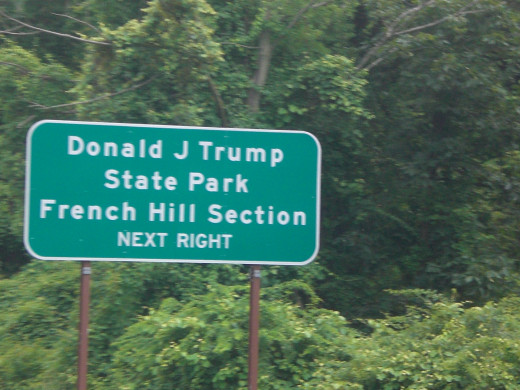 Donald J Trump
State Park
French Hill Section
NEXT RIGHT